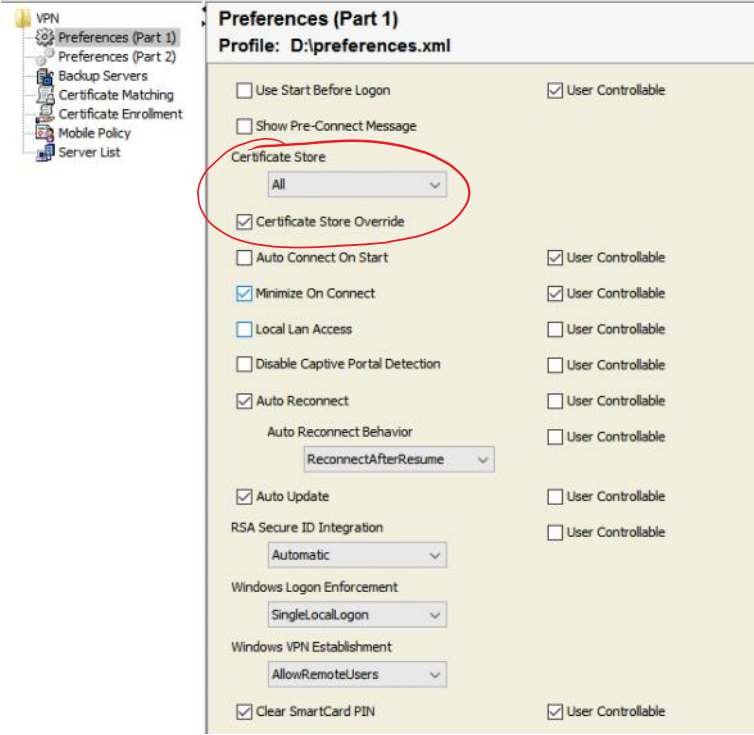 VPN
Preferences (Part 1)
Preferences (Part 2)
Backup Servers
Certificate Matching
Certificate Enrollment
Mobile Policy
Server List
Preferences (Part 1)
Profile: D:\preferences.xml
Use Start Before Logon User Controllable
Show Pre-Connect Message
Certificate Store
All
Certificate Store Override
Auto Connect On Start User Controllable
Minimize On Connect User Controllable
Local Lan Access User Controllable
Disable Captive Portal Detection User Controllable
Auto Reconnect User Controllable
Auto Reconnect Behavior User Controllable
ReconnectAfterResume
Auto Update User Controllable
RSA Secure ID Integration User Controllable
Automatic
Windows Logon Enforcement
SingleLocalLogon
Windows VPN Establishment
AllowRemoteUsers
Clear SmartCard PIN User Controllable